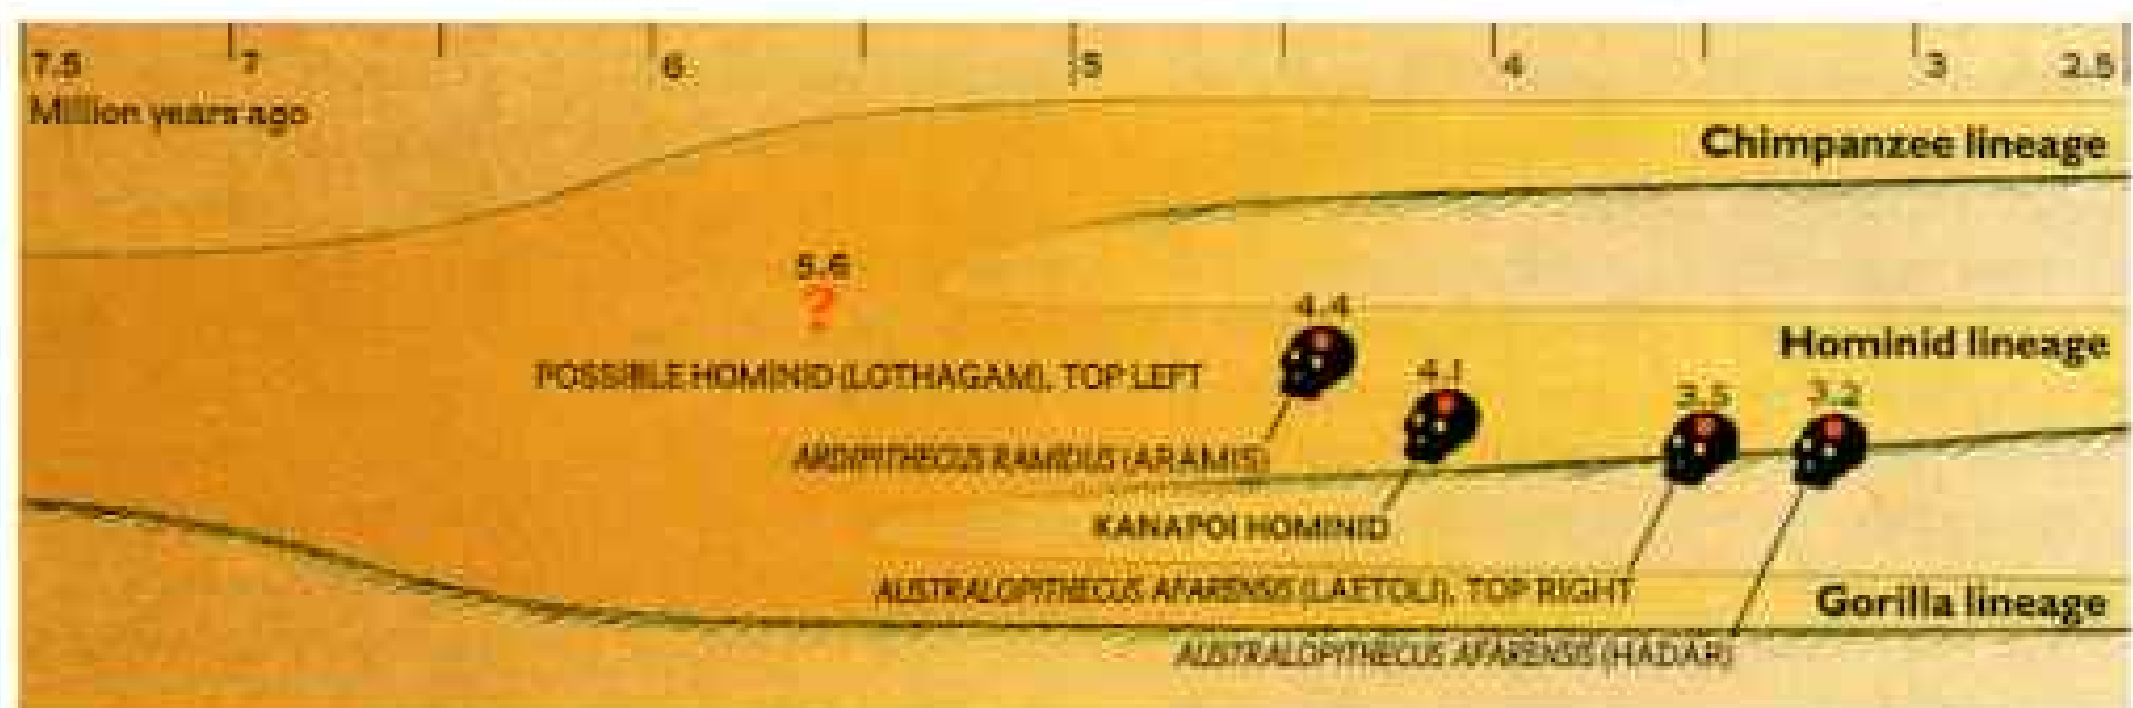 7.5 7 6 5 4 3 2.5
Million years ago
Chimpanzee lineage
5.6
?
4.4
Hominid lineage
POSSIBLE HOMINID (LOTHAGAM), TOP LEFT
4.1
3.5 3.2
ARDIPITHECUS RAMIDUS (ARAMIS)
KANAPOI HOMINID
AUSTRALOPITHECUS AFARENSIS (LAETOLI), TOP RIGHT
Gorilla lineage
AUSTRALOPITHECUS AFARENSIS (HADAR)